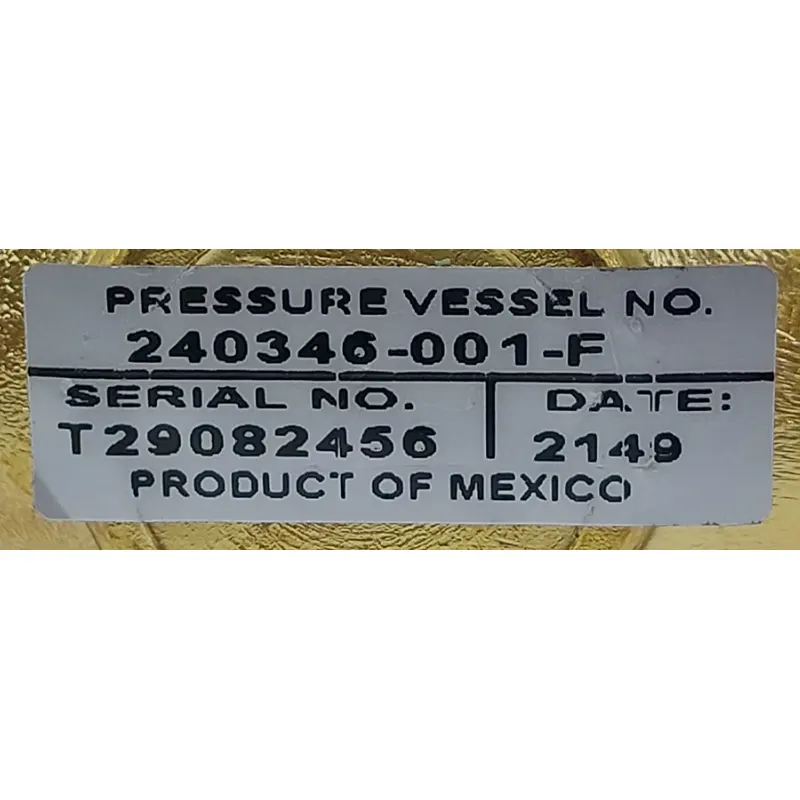 PRESSURE VESSEL NO.
240346-001-F
SERIAL NO. DATE:
T29082456 2149
PRODUCT OF MEXICO